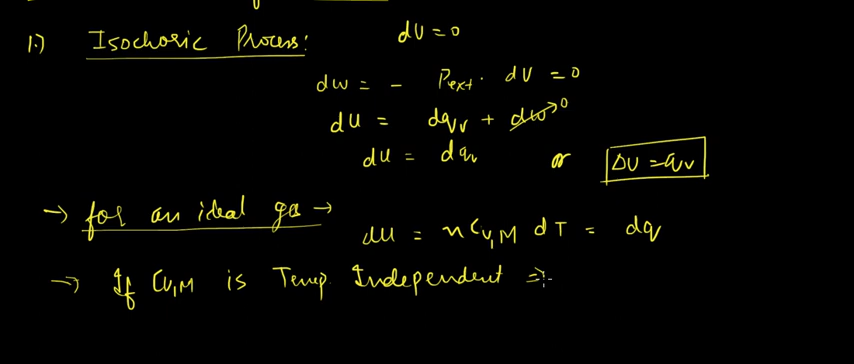 1.) Isochoric Process: dV = 0
dw = - Pext. dV = 0
dU = dqv + dw→0
dU = dqv or ΔU = qv
→ for an ideal gas → dU = nCv,M dT = dq
→ If Cv,M is Temp. Independent ⇒